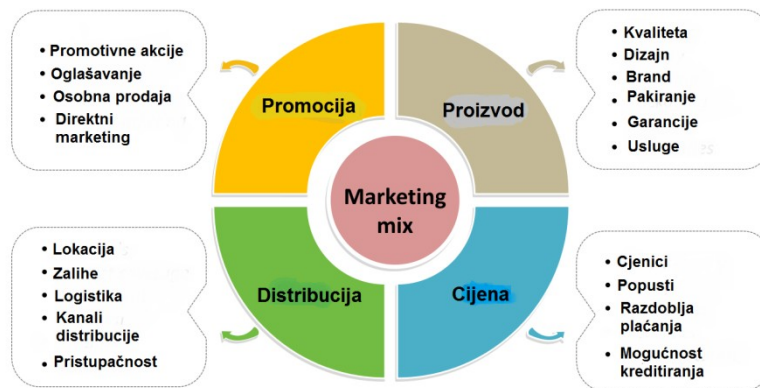 • Promotivne akcije
• Oglašavanje
• Osobna prodaja
• Direktni
marketing
Promocija
Proizvod
• Kvaliteta
• Dizajn
• Brand
• Pakiranje
• Garancije
• Usluge
Marketing
mix
• Lokacija
• Zalihe
• Logistika
• Kanali
distribucije
• Pristupačnost
Distribucija
Cijena
• Cjenici
• Popusti
• Razdoblja
plaćanja
• Mogućnost
kreditiranja